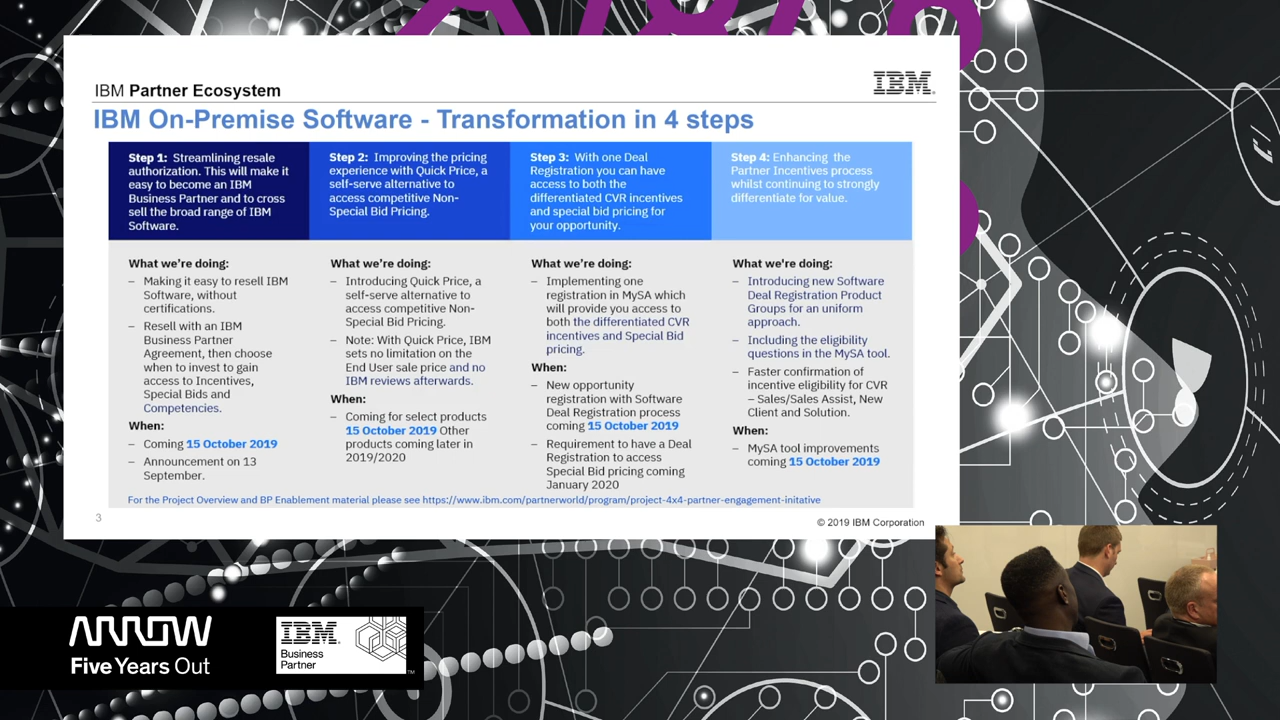 IBM Partner Ecosystem
IBM
IBM On-Premise Software - Transformation in 4 steps
Step 1: Streamlining resale
authorization. This will make it
easy to become an IBM
Business Partner and to cross
sell the broad range of IBM
Software.
Step 2: Improving the pricing
experience with Quick Price, a
self-serve alternative to
access competitive Non-
Special Bid Pricing.
Step 3: With one Deal
Registration you can have
access to both the
differentiated CVR incentives
and special bid pricing for
your opportunity.
Step 4: Enhancing the
Partner Incentives process
whilst continuing to strongly
differentiate for value.
What we're doing:
– Making it easy to resell IBM
Software, without
certifications.
– Resell with an IBM
Business Partner
Agreement, then choose
when to invest to gain
access to Incentives,
Special Bids and
Competencies.
When:
– Coming 15 October 2019
– Announcement on 13
September.
What we're doing:
– Introducing Quick Price, a
self-serve alternative to
access competitive Non-
Special Bid Pricing.
– Note: With Quick Price, IBM
sets no limitation on the
End User sale price and no
IBM reviews afterwards.
When:
– Coming for select products
15 October 2019 Other
products coming later in
2019/2020
What we're doing:
– Implementing one
registration in MySA which
will provide you access to
both the differentiated CVR
incentives and Special Bid
pricing.
When:
– New opportunity
registration with Software
Deal Registration process
coming 15 October 2019
– Requirement to have a Deal
Registration to access
Special Bid pricing coming
January 2020
What we're doing:
– Introducing new Software
Deal Registration Product
Groups for an uniform
approach.
– Including the eligibility
questions in the MySA tool.
– Faster confirmation of
incentive eligibility for CVR
– Sales/Sales Assist, New
Client and Solution.
When:
– MySA tool improvements
coming 15 October 2019
For the Project Overview and BP Enablement material please see https://www.ibm.com/partnerworld/program/project-4x4-partner-engagement-initative
3
© 2019 IBM Corporation
ARROW
Five Years Out
IBM
Business
Partner
™